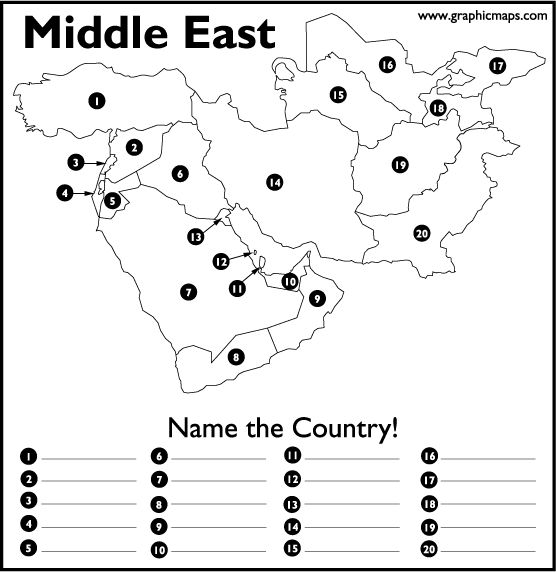 Middle East
www.graphicmaps.com
16
17
15
18
1
2
3
19
6
14
4
5
20
13
12
10
11
7
9
8
Name the Country!
1 6 11 16
2 7 12 17
3 8 13 18
4 9 14 19
5 10 15 20